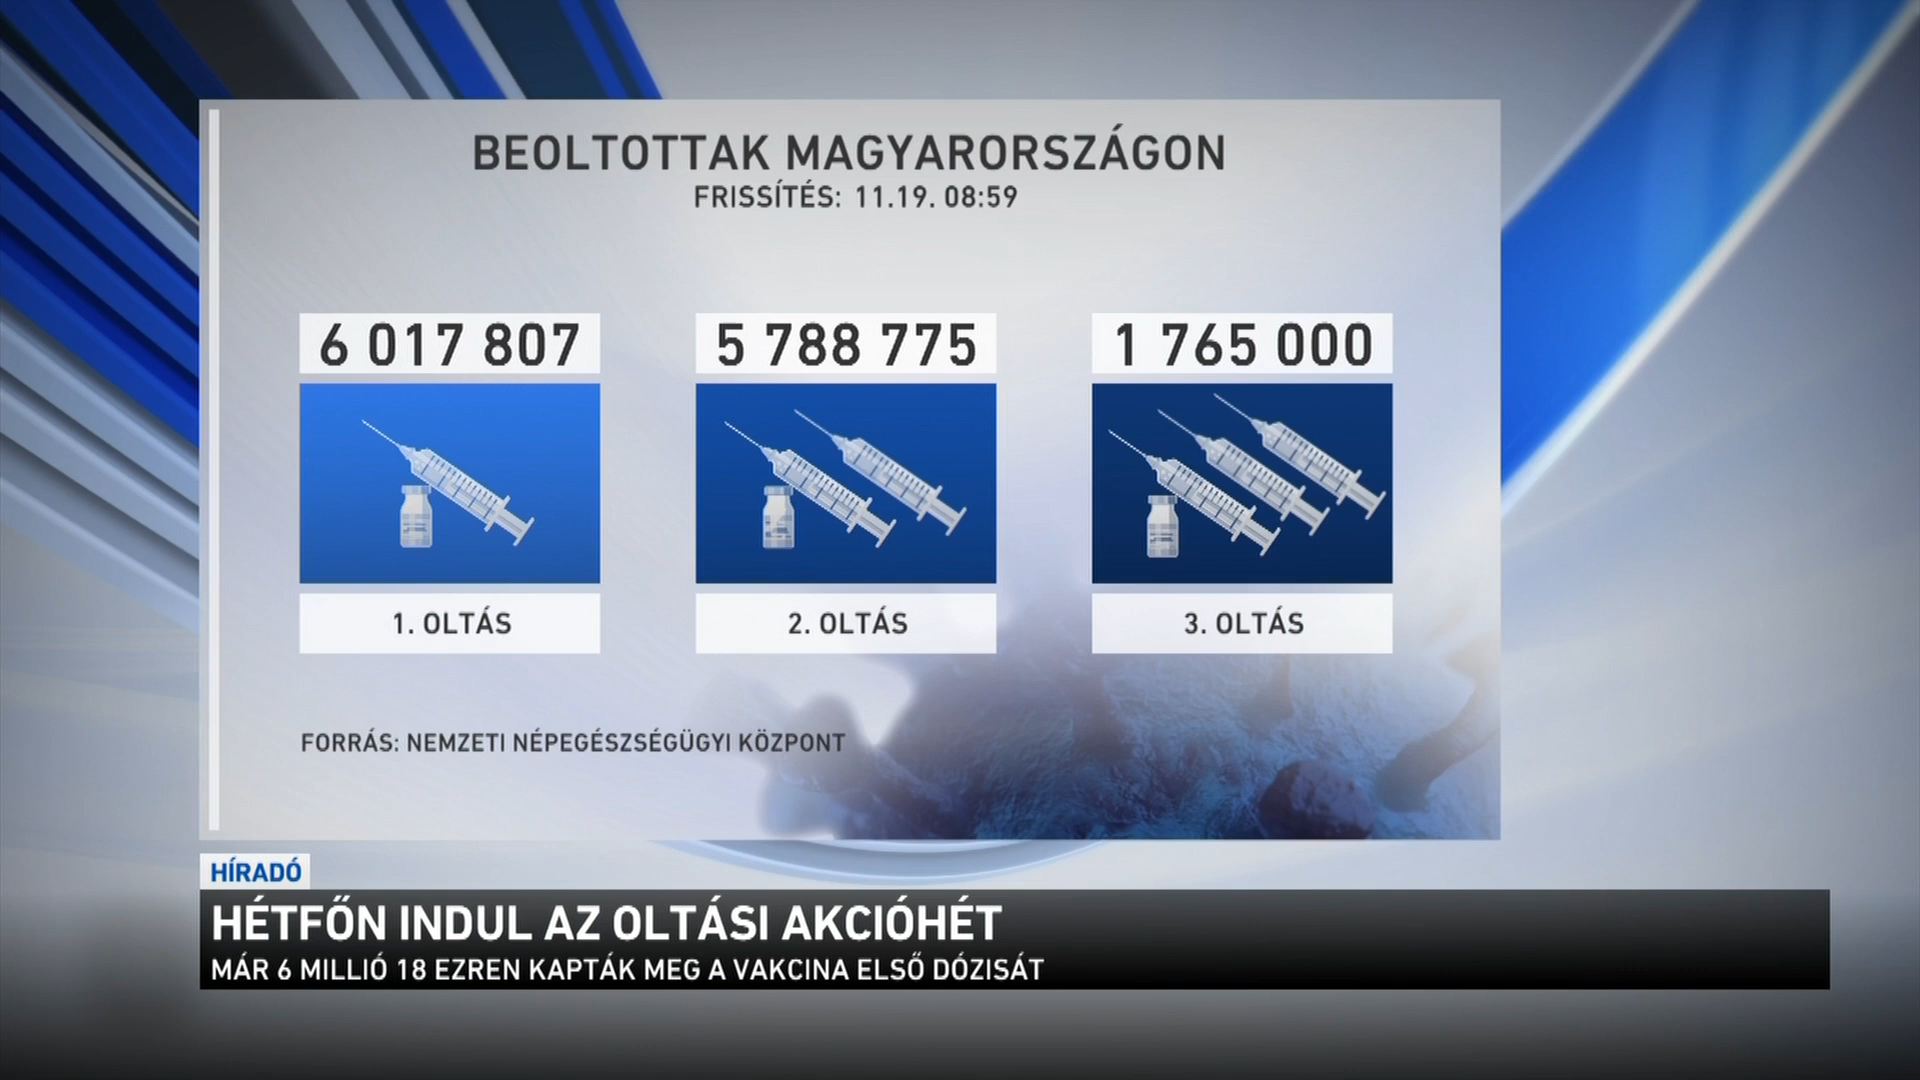 BEOLTOTTAK MAGYARORSZÁGON
FRISSÍTÉS: 11.19. 08:59
6 017 807
5 788 775
1 765 000
1. OLTÁS
2. OLTÁS
3. OLTÁS
FORRÁS: NEMZETI NÉPEGÉSZSÉGÜGYI KÖZPONT
HÍRADÓ
HÉTFŐN INDUL AZ OLTÁSI AKCIÓHÉT
MÁR 6 MILLIÓ 18 EZREN KAPTÁK MEG A VAKCINA ELSŐ DÓZISÁT